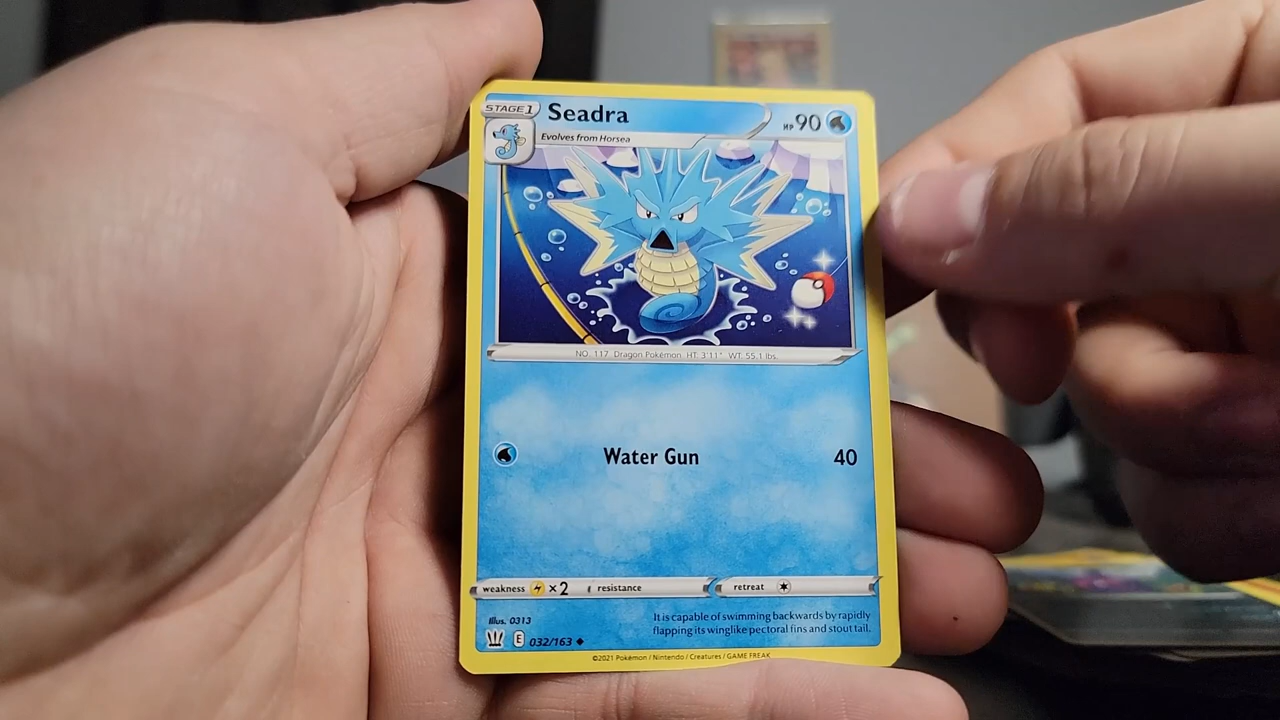 STAGE 1
Seadra
HP 90
Evolves from Horsea
NO. 117 Dragon Pokémon HT. 3'11" WT. 55.1 lbs.
Water Gun 40
weakness ×2 resistance retreat
It is capable of swimming backwards by rapidly
flapping its winglike pectoral fins and stout tail.
Illus. 0313
E 032/163
©2021 Pokémon / Nintendo / Creatures / GAME FREAK